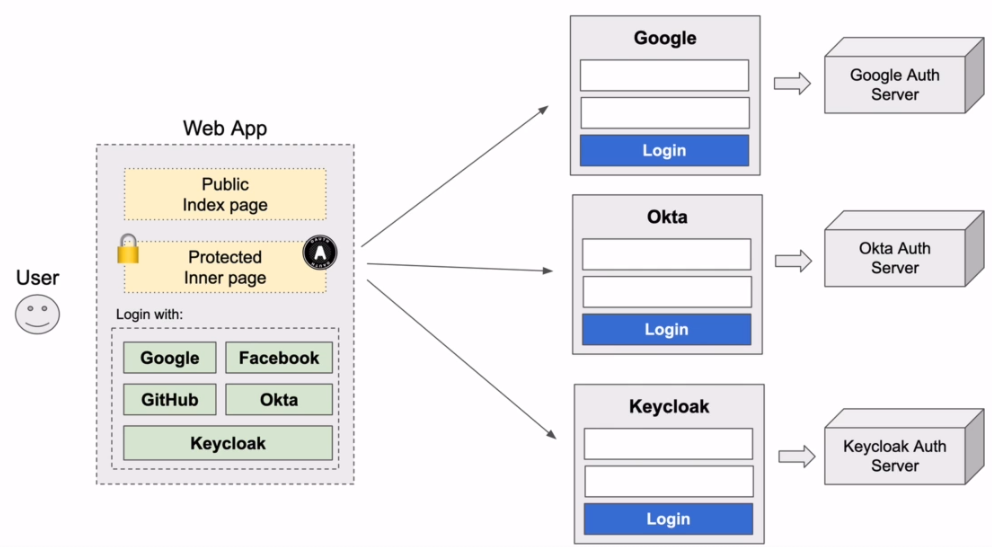 Web App
Public
Index page
Protected
Inner page
A
User
Login with:
Google
Facebook
GitHub
Okta
Keycloak
Google
Login
Google Auth
Server
Okta
Login
Okta Auth
Server
Keycloak
Login
Keycloak Auth
Server